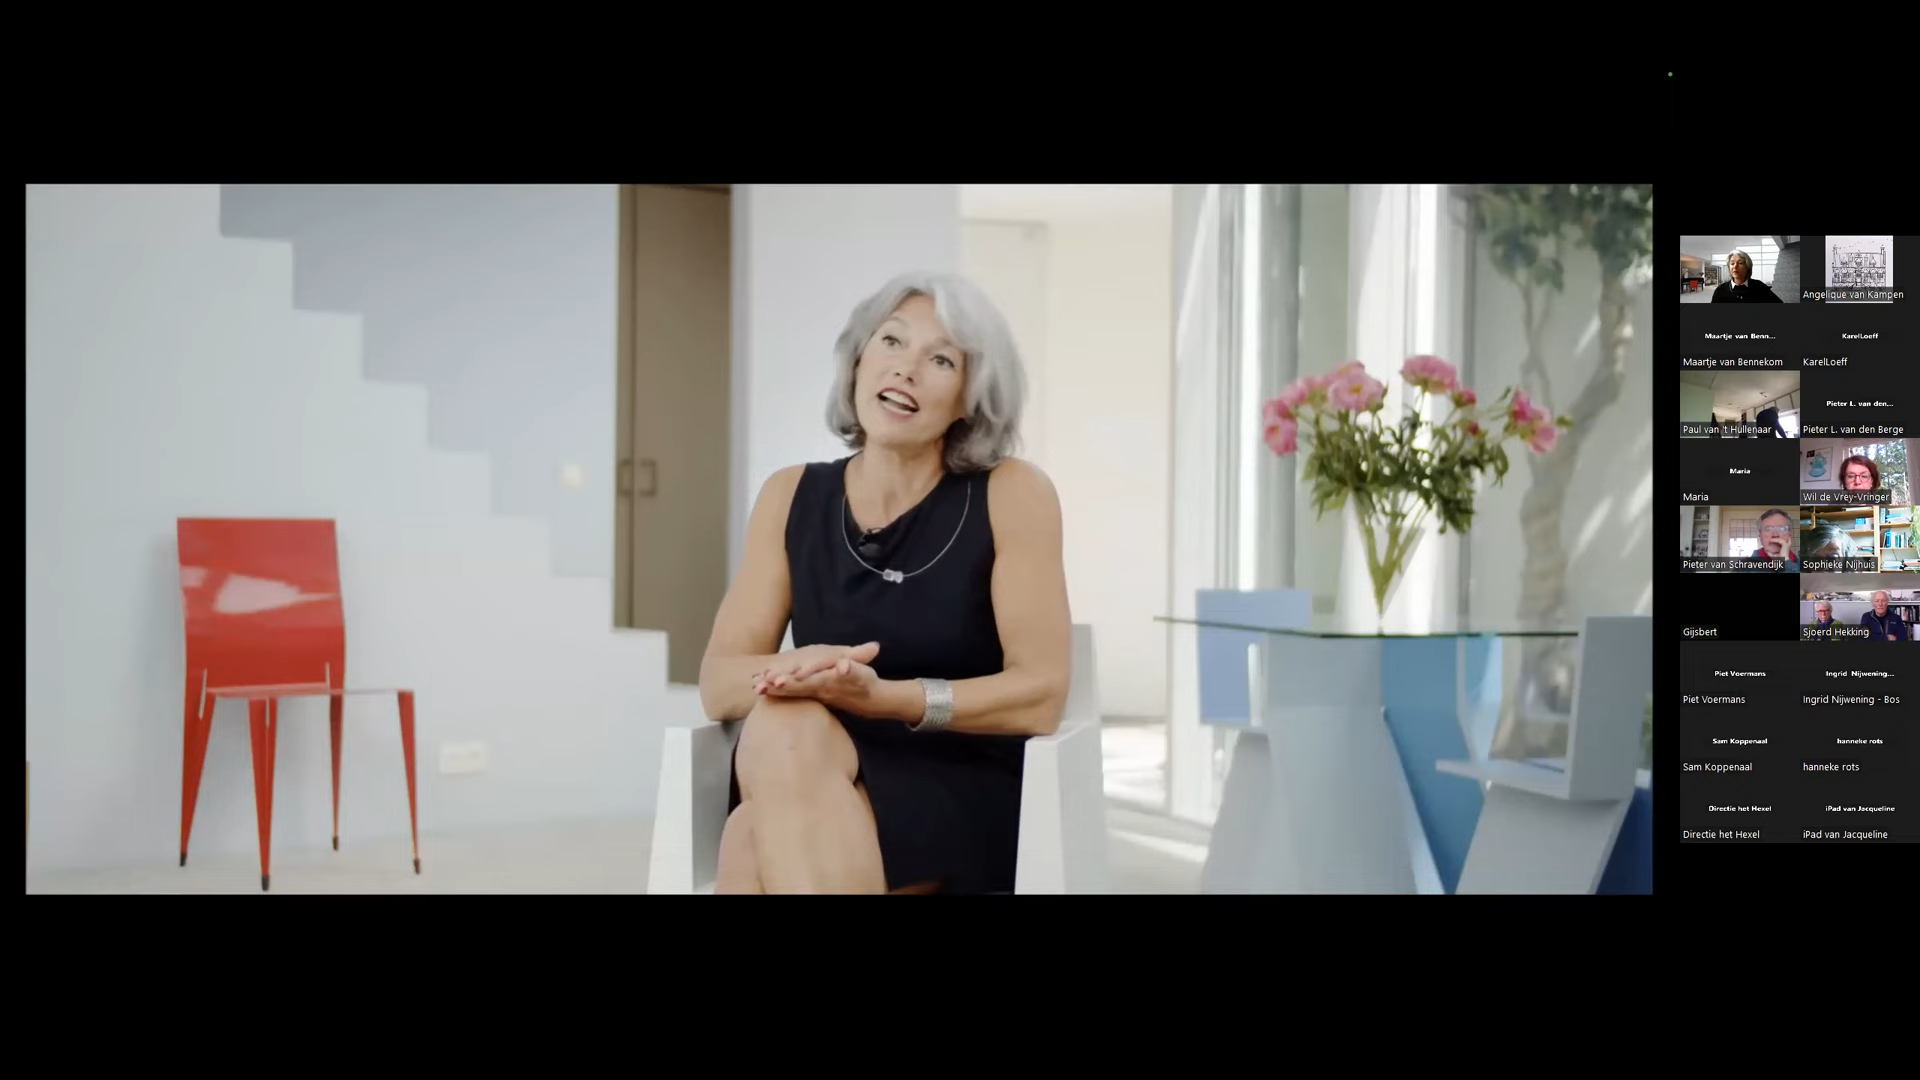 Angelique van Kampen
Maartje van Benn...
KarelLoeff
Maartje van Bennekom
KarelLoeff
Pieter L. van den...
Paul van 't Hullenaar
Pieter L. van den Berge
Maria
Maria
Wil de Vrey-Vringer
Pieter van Schravendijk
Sophieke Nijhuis
Gijsbert
Sjoerd Hekking
Piet Voermans
Ingrid Nijwening...
Piet Voermans
Ingrid Nijwening - Bos
Sam Koppenaal
hanneke rots
Sam Koppenaal
hanneke rots
Directie het Hexel
iPad van Jacqueline
Directie het Hexel
iPad van Jacqueline